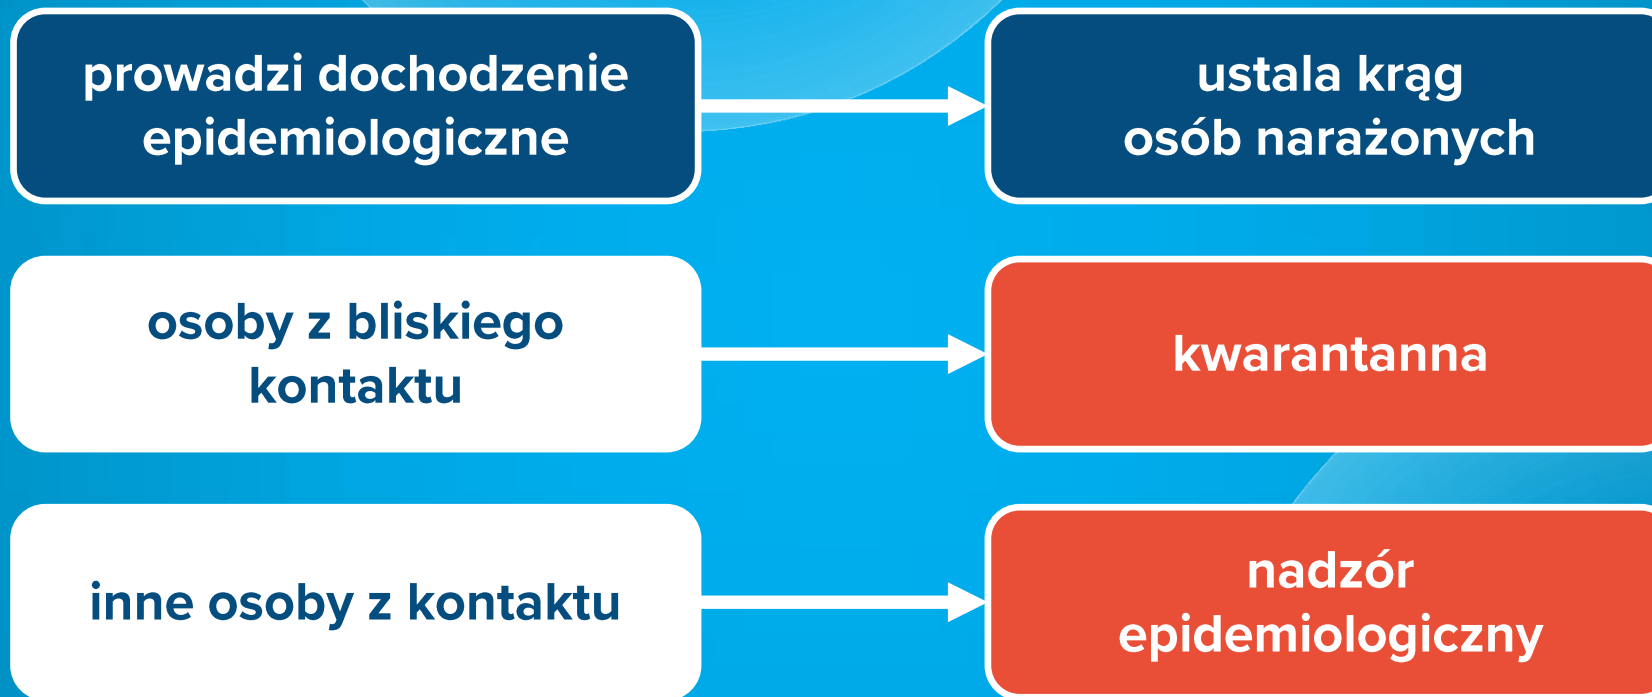 prowadzi dochodzenie
epidemiologiczne
ustala krąg
osób narażonych
osoby z bliskiego
kontaktu
kwarantanna
inne osoby z kontaktu
nadzór
epidemiologiczny